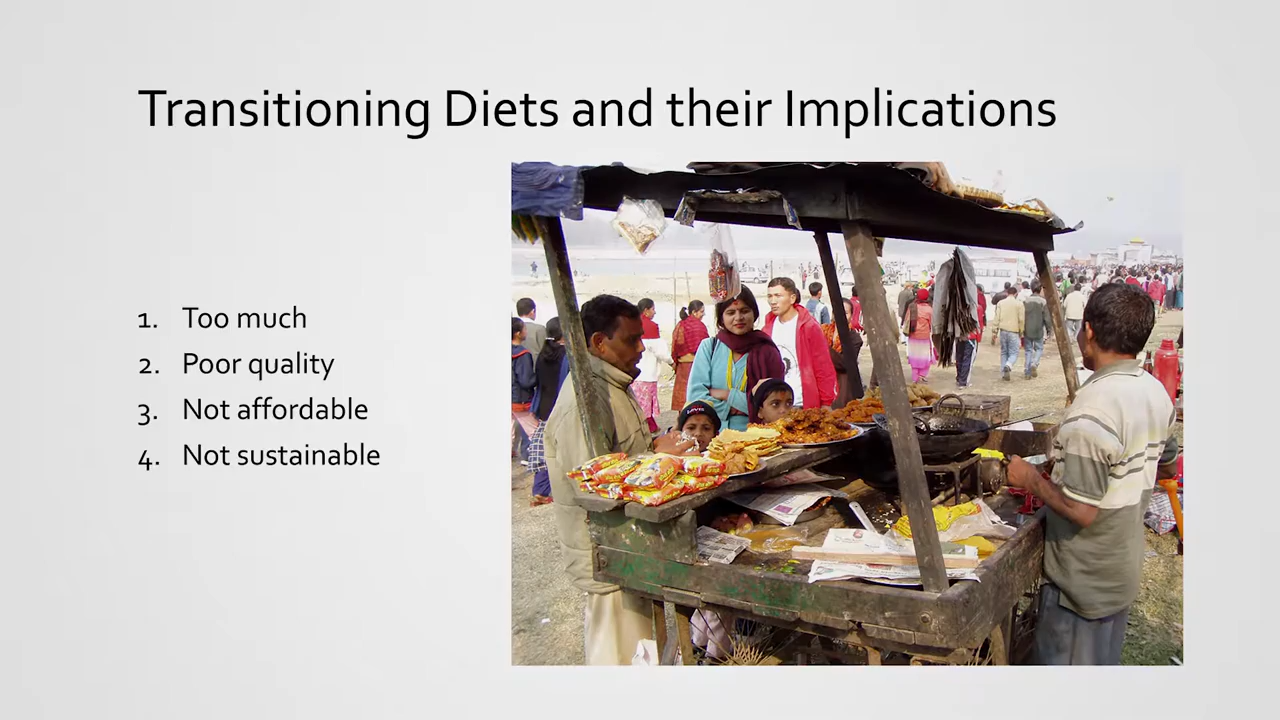 Transitioning Diets and their Implications
1. Too much
2. Poor quality
3. Not affordable
4. Not sustainable